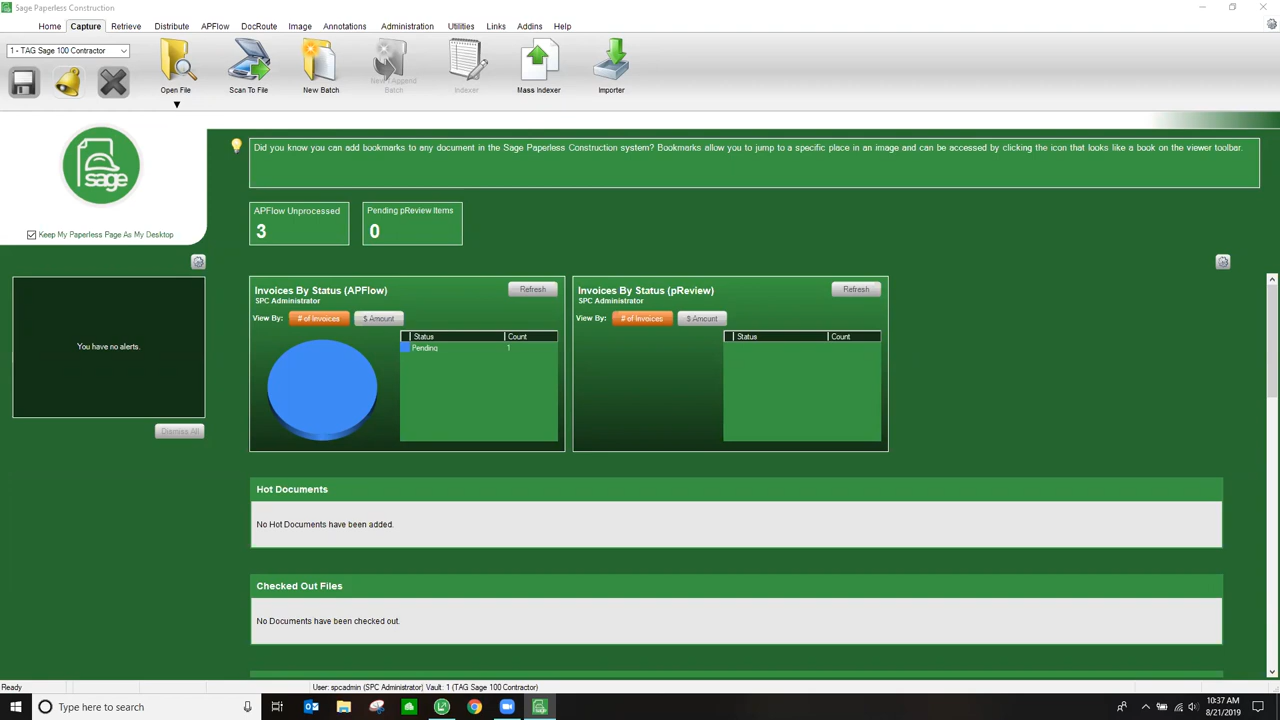 Sage Paperless Construction
Home Capture Retrieve Distribute APFlow DocRoute Image Annotations Administration Utilities Links Addins Help
1 - TAG Sage 100 Contractor
Open File
Scan To File
New Batch
New / Append Batch
Indexer
Mass Indexer
Importer
sage
Keep My Paperless Page As My Desktop
Did you know you can add bookmarks to any document in the Sage Paperless Construction system? Bookmarks allow you to jump to a specific place in an image and can be accessed by clicking the icon that looks like a book on the viewer toolbar.
APFlow Unprocessed
3
Pending pReview Items
0
You have no alerts.
Dismiss All
Invoices By Status (APFlow)
Refresh
SPC Administrator
View By: # of Invoices $ Amount
Status Count
Pending 1
Invoices By Status (pReview)
Refresh
SPC Administrator
View By: # of Invoices $ Amount
Status Count
Hot Documents
No Hot Documents have been added.
Checked Out Files
No Documents have been checked out.
Ready
User: spcadmin (SPC Administrator) Vault: 1 (TAG Sage 100 Contractor)
Type here to search
10:37 AM
8/21/2019
7